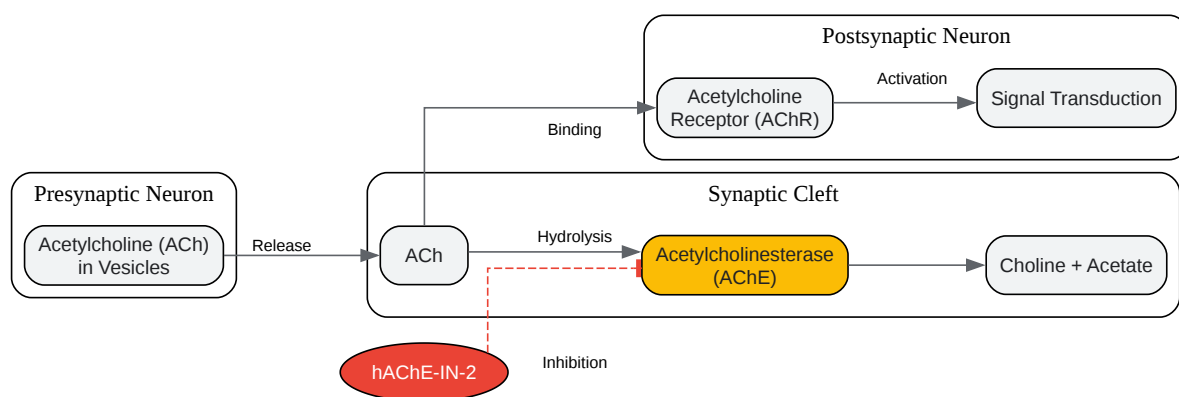 Postsynaptic Neuron
Acetylcholine
Receptor (AChR)
Activation
Signal Transduction
Binding
Presynaptic Neuron
Acetylcholine (ACh)
in Vesicles
Release
Synaptic Cleft
ACh
Hydrolysis
Acetylcholinesterase
(AChE)
Choline + Acetate
hAChE-IN-2
Inhibition